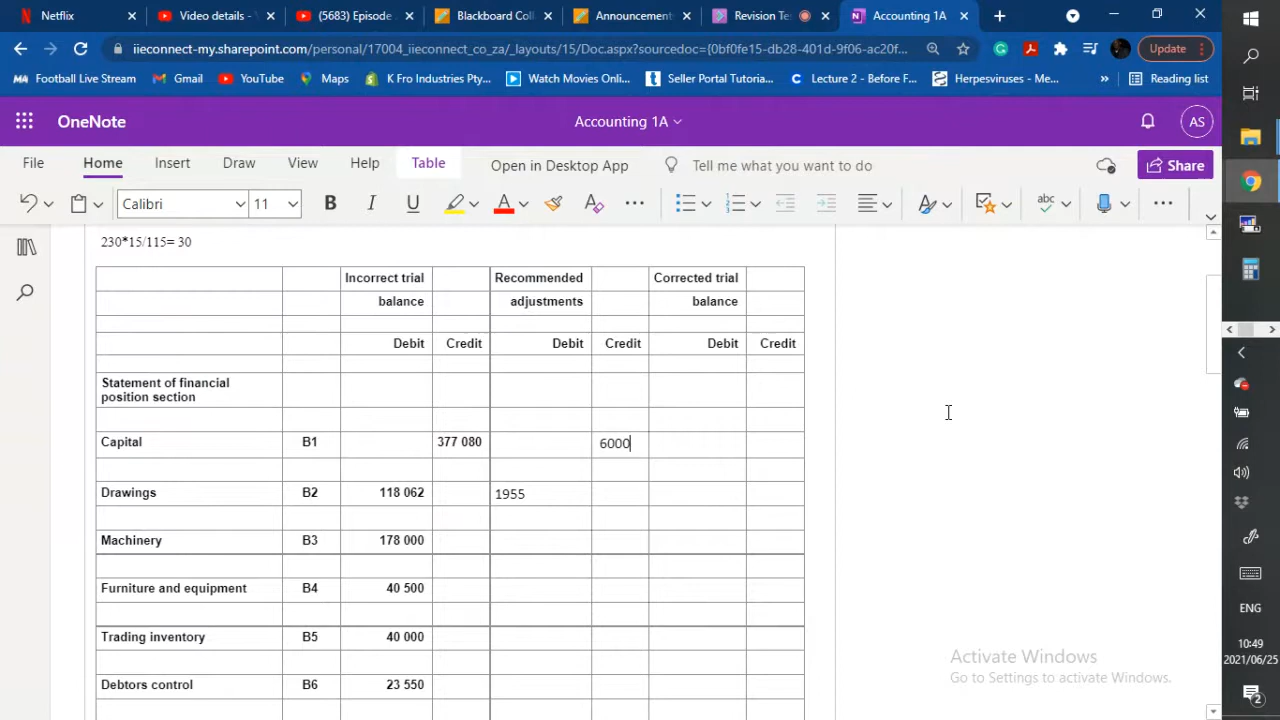 Netflix
Video details -
(5683) Episode
Blackboard Coll
Announcement
Revision Te
Accounting 1A
iieconnect-my.sharepoint.com/personal/17004_iieconnect_co_za/_layouts/15/Doc.aspx?sourcedoc={0bf0fe15-db28-401d-9f06-ac20f...
Update
Football Live Stream
Gmail
YouTube
Maps
K Fro Industries Pty...
Watch Movies Onli...
Seller Portal Tutoria...
Lecture 2 - Before F...
Herpesviruses - Me...
»
Reading list
OneNote
Accounting 1A
AS
File
Home
Insert
Draw
View
Help
Table
Open in Desktop App
Tell me what you want to do
Share
Calibri
11
B
I
U
A
abc
230*15/115= 30
Incorrect trial Recommended Corrected trial
balance adjustments balance
Debit Credit Debit Credit Debit Credit
Statement of financial
position section
Capital B1 377 080 6000
Drawings B2 118 062 1955
Machinery B3 178 000
Furniture and equipment B4 40 500
Trading inventory B5 40 000
Debtors control B6 23 550
Activate Windows
Go to Settings to activate Windows.
ENG
10:49
2021/06/25
2